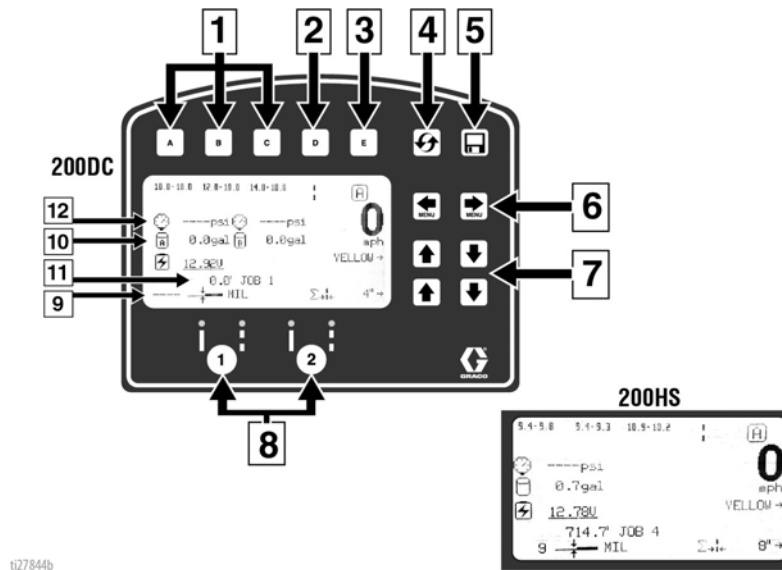 1 2 3 4 5
200DC
A B C D E
10.0-10.0 12.0-10.0 14.0-10.0
A
MENU MENU
6
12
----psi ----psi
0
mph
10
A 0.0gal B 0.0gal
YELLOW→
12.92V
11
0.0' JOB 1
7
9
---- MIL Σ 4"→
1 2
GRACO
8
200HS
9.4-9.8 9.4-9.3 10.9-10.2
A
----psi
0
mph
0.7gal
YELLOW→
12.78V
714.7' JOB 4
9 MIL Σ 8"→
ti27844b